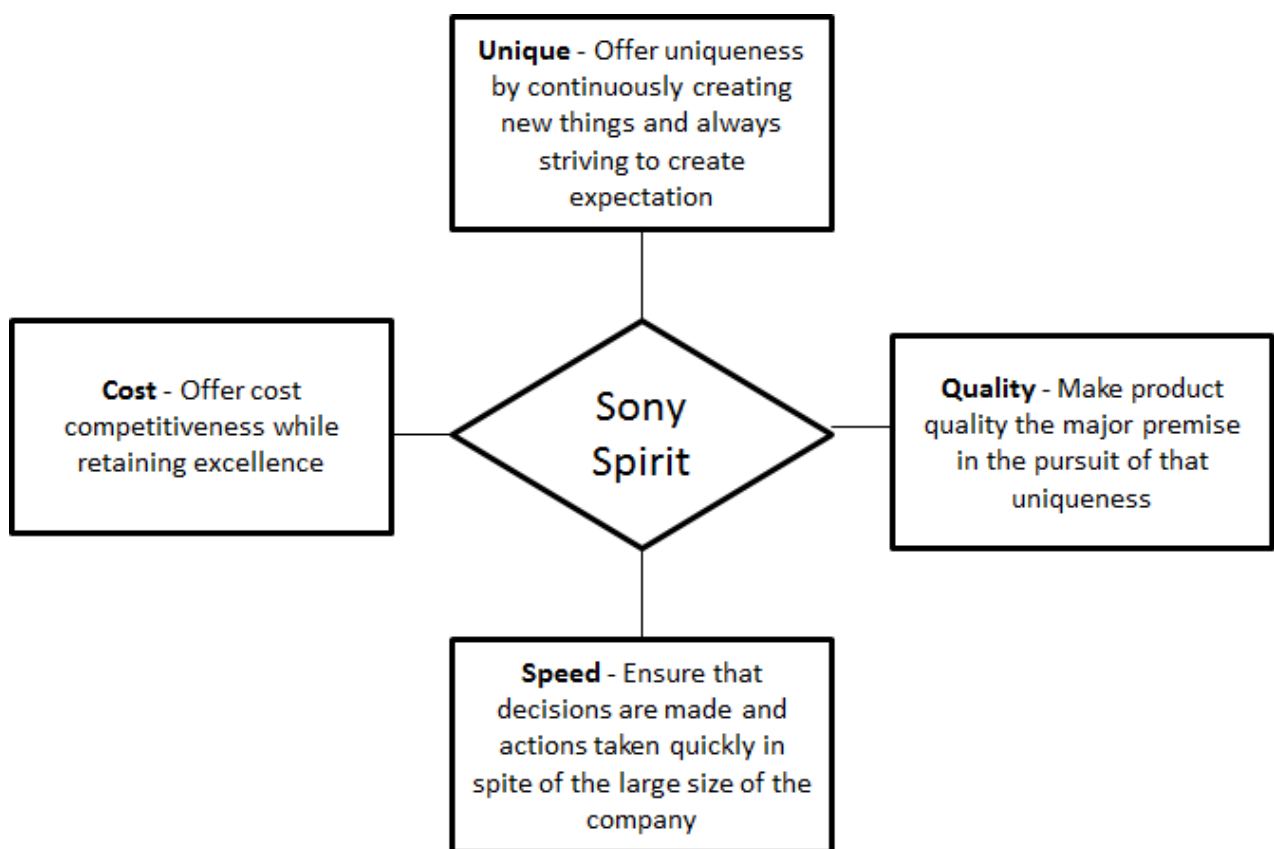 Unique - Offer uniqueness
by continuously creating
new things and always
striving to create
expectation
Cost - Offer cost
competitiveness while
retaining excellence
Sony
Spirit
Quality - Make product
quality the major premise
in the pursuit of that
uniqueness
Speed - Ensure that
decisions are made and
actions taken quickly in
spite of the large size of the
company